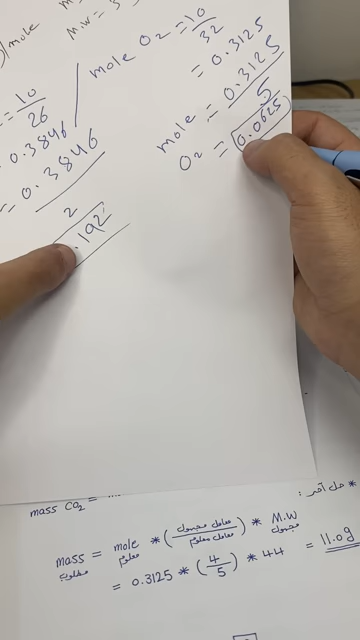 mole
M.w =
mole O₂ = 10/32
= 0.3125
mole = 0.3125/5
O₂ = 0.0625
= 10/26
= 0.3846
= 0.3846/2
.192
mass CO₂ = ....
* حل آخر :
mass = mole * (معامل مجهول / معامل معلوم) * M.W
مطلوب معلوم مجهول
= 0.3125 * (4/5) * 44 = 11.0g